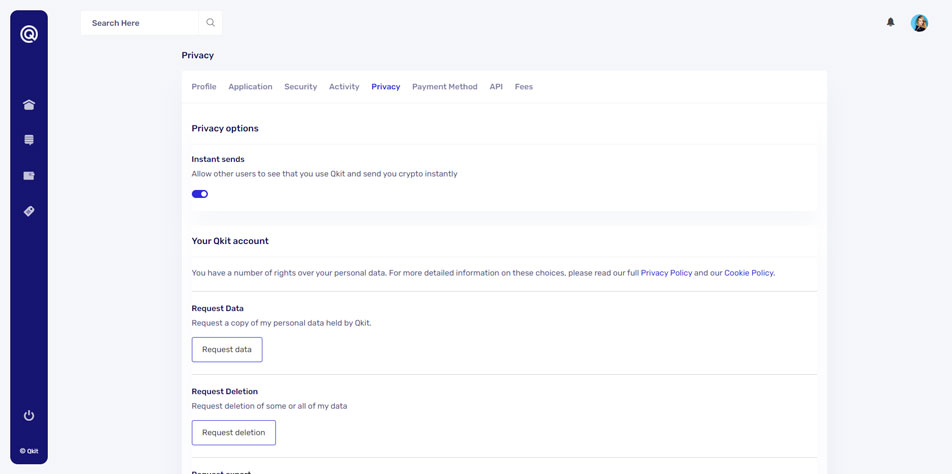 Search Here
Privacy
Profile Application Security Activity Privacy Payment Method API Fees
Privacy options
Instant sends
Allow other users to see that you use Qkit and send you crypto instantly
Your Qkit account
You have a number of rights over your personal data. For more detailed information on these choices, please read our full Privacy Policy and our Cookie Policy.
Request Data
Request a copy of my personal data held by Qkit.
Request data
Request Deletion
Request deletion of some or all of my data
Request deletion
© Qkit
Request export